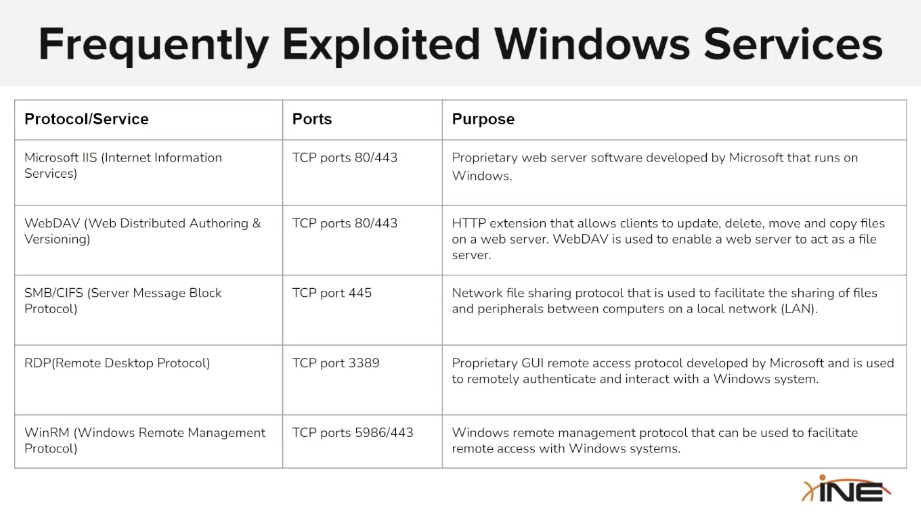 Frequently Exploited Windows Services
Protocol/Service
Ports
Purpose
Microsoft IIS (Internet Information
Services)
TCP ports 80/443
Proprietary web server software developed by Microsoft that runs on
Windows.
WebDAV (Web Distributed Authoring &
Versioning)
TCP ports 80/443
HTTP extension that allows clients to update, delete, move and copy files
on a web server. WebDAV is used to enable a web server to act as a file
server.
SMB/CIFS (Server Message Block
Protocol)
TCP port 445
Network file sharing protocol that is used to facilitate the sharing of files
and peripherals between computers on a local network (LAN).
RDP(Remote Desktop Protocol)
TCP port 3389
Proprietary GUI remote access protocol developed by Microsoft and is used
to remotely authenticate and interact with a Windows system.
WinRM (Windows Remote Management
Protocol)
TCP ports 5986/443
Windows remote management protocol that can be used to facilitate
remote access with Windows systems.
INE